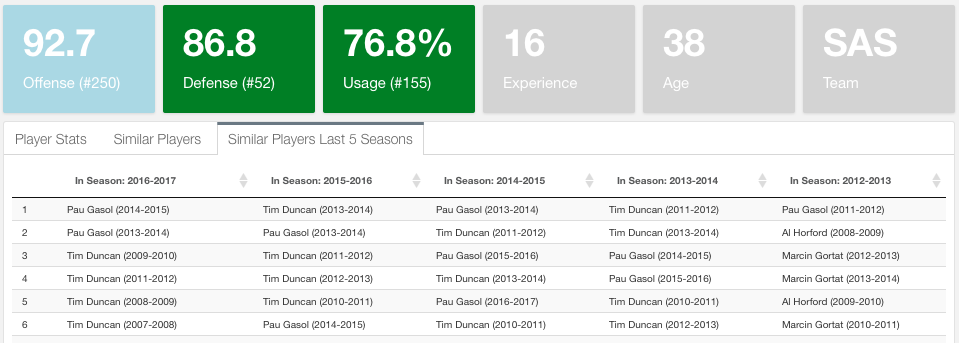 92.7 86.8 76.8% 16 38 SAS
Offense (#250) Defense (#52) Usage (#155) Experience Age Team
Player Stats Similar Players Similar Players Last 5 Seasons
In Season: 2016-2017 In Season: 2015-2016 In Season: 2014-2015 In Season: 2013-2014 In Season: 2012-2013
1 Pau Gasol (2014-2015) Tim Duncan (2013-2014) Pau Gasol (2013-2014) Tim Duncan (2011-2012) Pau Gasol (2011-2012)
2 Pau Gasol (2013-2014) Pau Gasol (2013-2014) Tim Duncan (2011-2012) Tim Duncan (2013-2014) Al Horford (2008-2009)
3 Tim Duncan (2009-2010) Tim Duncan (2011-2012) Pau Gasol (2015-2016) Pau Gasol (2014-2015) Marcin Gortat (2012-2013)
4 Tim Duncan (2011-2012) Tim Duncan (2012-2013) Tim Duncan (2013-2014) Pau Gasol (2015-2016) Marcin Gortat (2013-2014)
5 Tim Duncan (2008-2009) Tim Duncan (2010-2011) Pau Gasol (2016-2017) Tim Duncan (2010-2011) Al Horford (2009-2010)
6 Tim Duncan (2007-2008) Pau Gasol (2014-2015) Tim Duncan (2010-2011) Tim Duncan (2012-2013) Marcin Gortat (2010-2011)